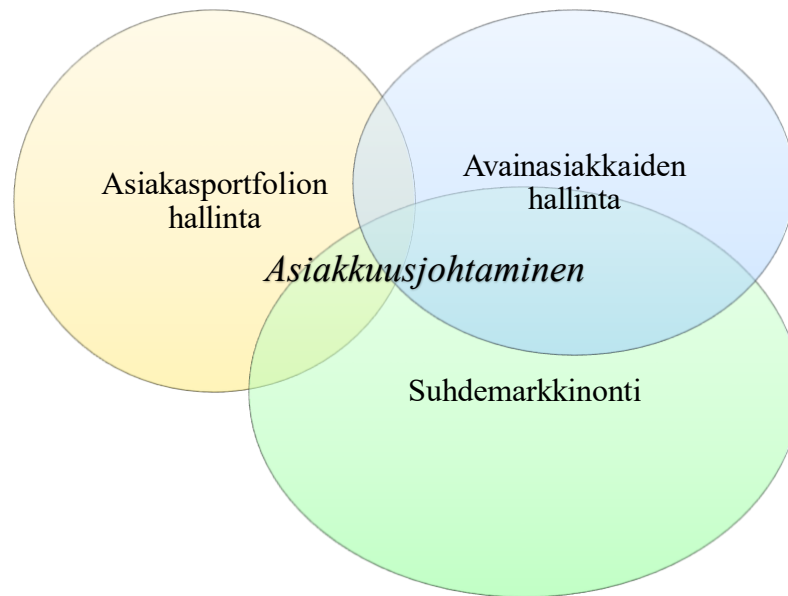 Asiakasportfolion
hallinta
Avainasiakkaiden
hallinta
Asiakkuusjohtaminen
Suhdemarkkinonti